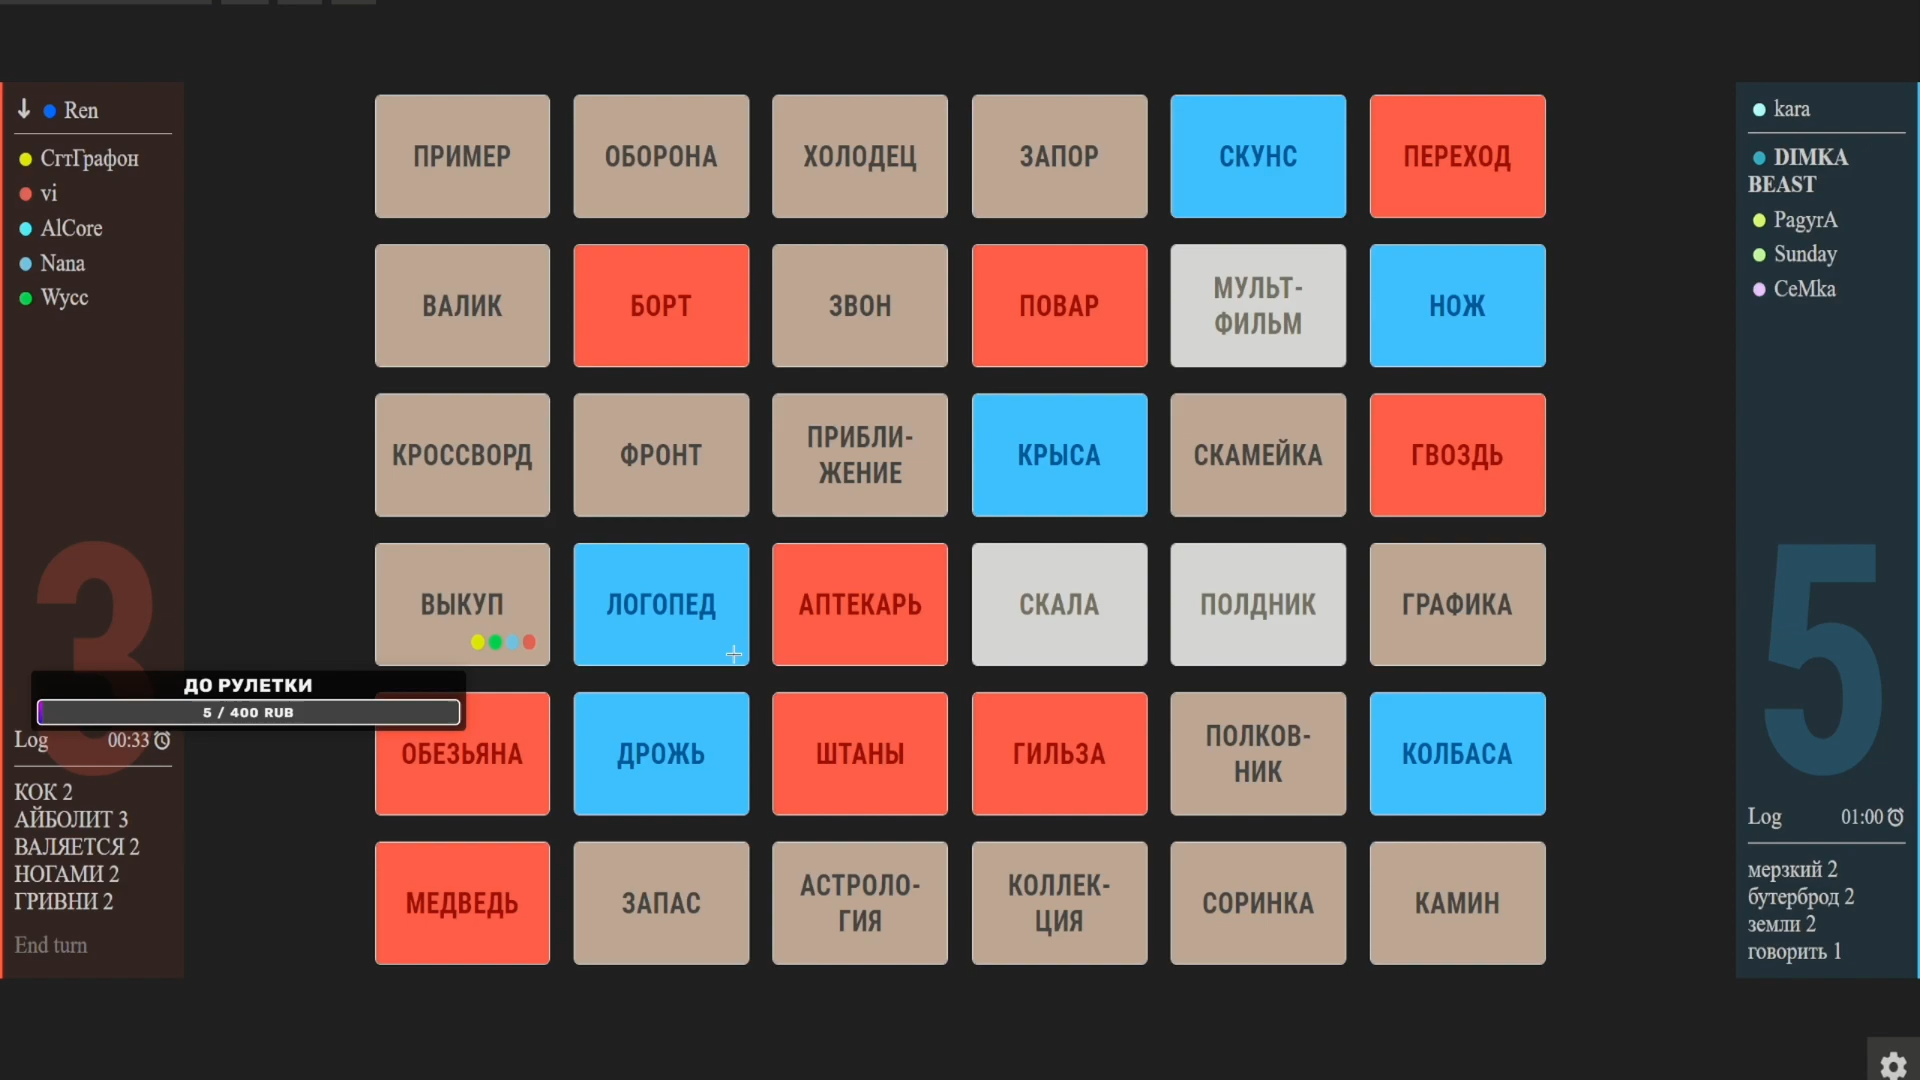 Ren
СгтГрафон
vi
AlCore
Nana
Wycc
3
ДО РУЛЕТКИ
5 / 400 RUB
Log 00:33
КОК 2
АЙБОЛИТ 3
ВАЛЯЕТСЯ 2
НОГАМИ 2
ГРИВНИ 2
End turn
ПРИМЕР ОБОРОНА ХОЛОДЕЦ ЗАПОР СКУНС ПЕРЕХОД
ВАЛИК БОРТ ЗВОН ПОВАР МУЛЬТ-
ФИЛЬМ НОЖ
КРОССВОРД ФРОНТ ПРИБЛИ-
ЖЕНИЕ КРЫСА СКАМЕЙКА ГВОЗДЬ
ВЫКУП ЛОГОПЕД АПТЕКАРЬ СКАЛА ПОЛДНИК ГРАФИКА
ОБЕЗЬЯНА ДРОЖЬ ШТАНЫ ГИЛЬЗА ПОЛКОВ-
НИК КОЛБАСА
МЕДВЕДЬ ЗАПАС АСТРОЛО-
ГИЯ КОЛЛЕК-
ЦИЯ СОРИНКА КАМИН
kara
DIMKA
BEAST
PagyrA
Sunday
CeMka
5
Log 01:00
мерзкий 2
бутерброд 2
земли 2
говорить 1